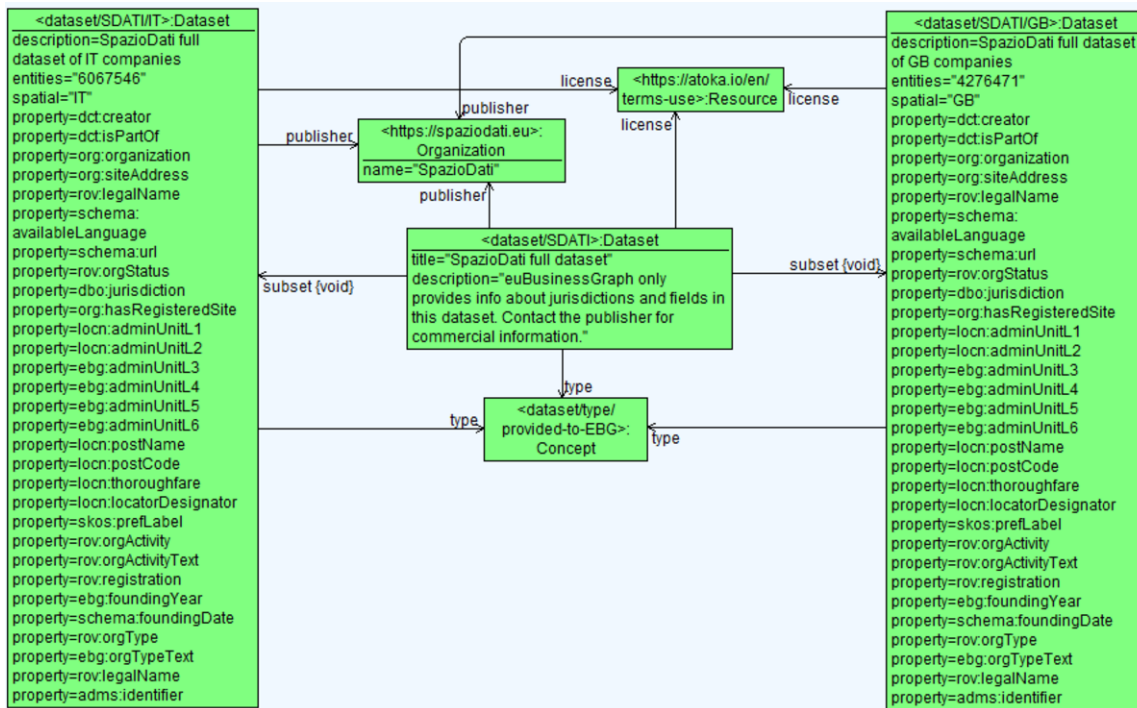 <dataset/SDATI/IT>:Dataset
description=SpazioDati full
dataset of IT companies
entities="6067546"
spatial="IT"
property=dct:creator
property=dct:isPartOf
property=org:organization
property=org:siteAddress
property=rov:legalName
property=schema:
availableLanguage
property=schema:url
property=rov:orgStatus
property=dbo:jurisdiction
property=org:hasRegisteredSite
property=locn:adminUnitL1
property=locn:adminUnitL2
property=ebg:adminUnitL3
property=ebg:adminUnitL4
property=ebg:adminUnitL5
property=ebg:adminUnitL6
property=locn:postName
property=locn:postCode
property=locn:thoroughfare
property=locn:locatorDesignator
property=skos:prefLabel
property=rov:orgActivity
property=rov:orgActivityText
property=rov:registration
property=ebg:foundingYear
property=schema:foundingDate
property=rov:orgType
property=ebg:orgTypeText
property=rov:legalName
property=adms:identifier
license
<https://atoka.io/en/
terms-use>:Resource
license
license
publisher
publisher
<https://spaziodati.eu>:
Organization
name="SpazioDati"
publisher
<dataset/SDATI>:Dataset
title="SpazioDati full dataset"
description="euBusinessGraph only
provides info about jurisdictions and fields in
this dataset. Contact the publisher for
commercial information."
subset {void}
subset {void}
type
<dataset/type/
provided-to-EBG>:
Concept
type
type
<dataset/SDATI/GB>:Dataset
description=SpazioDati full dataset
of GB companies
entities="4276471"
spatial="GB"
property=dct:creator
property=dct:isPartOf
property=org:organization
property=org:siteAddress
property=rov:legalName
property=schema:
availableLanguage
property=schema:url
property=rov:orgStatus
property=dbo:jurisdiction
property=org:hasRegisteredSite
property=locn:adminUnitL1
property=locn:adminUnitL2
property=ebg:adminUnitL3
property=ebg:adminUnitL4
property=ebg:adminUnitL5
property=ebg:adminUnitL6
property=locn:postName
property=locn:postCode
property=locn:thoroughfare
property=locn:locatorDesignator
property=skos:prefLabel
property=rov:orgActivity
property=rov:orgActivityText
property=rov:registration
property=ebg:foundingYear
property=schema:foundingDate
property=rov:orgType
property=ebg:orgTypeText
property=rov:legalName
property=adms:identifier